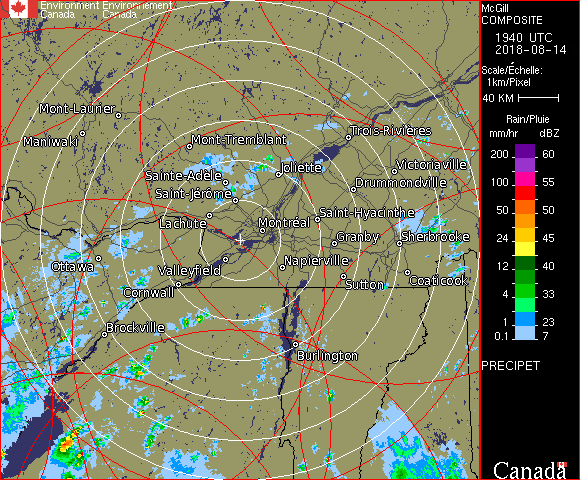 Environment Environnement
Canada Canada
McGill
COMPOSITE
1940 UTC
2018-08-14
Scale/Échelle:
1km/Pixel
40 KM
Rain/Pluie
mm/hr dBZ
200 60
100 55
50 50
24 45
12 40
4 33
1 23
0.1 7
PRECIPET
Canada
Mont-Laurier
Maniwaki
Mont-Tremblant
Trois-Rivières
Joliette
Victoriaville
Sainte-Adèle
Drummondville
Saint-Jérôme
Lachute
Saint-Hyacinthe
Montréal
Granby
Sherbrooke
Ottawa
Valleyfield
Napierville
Cornwall
Sutton
Coaticook
Brockville
Burlington